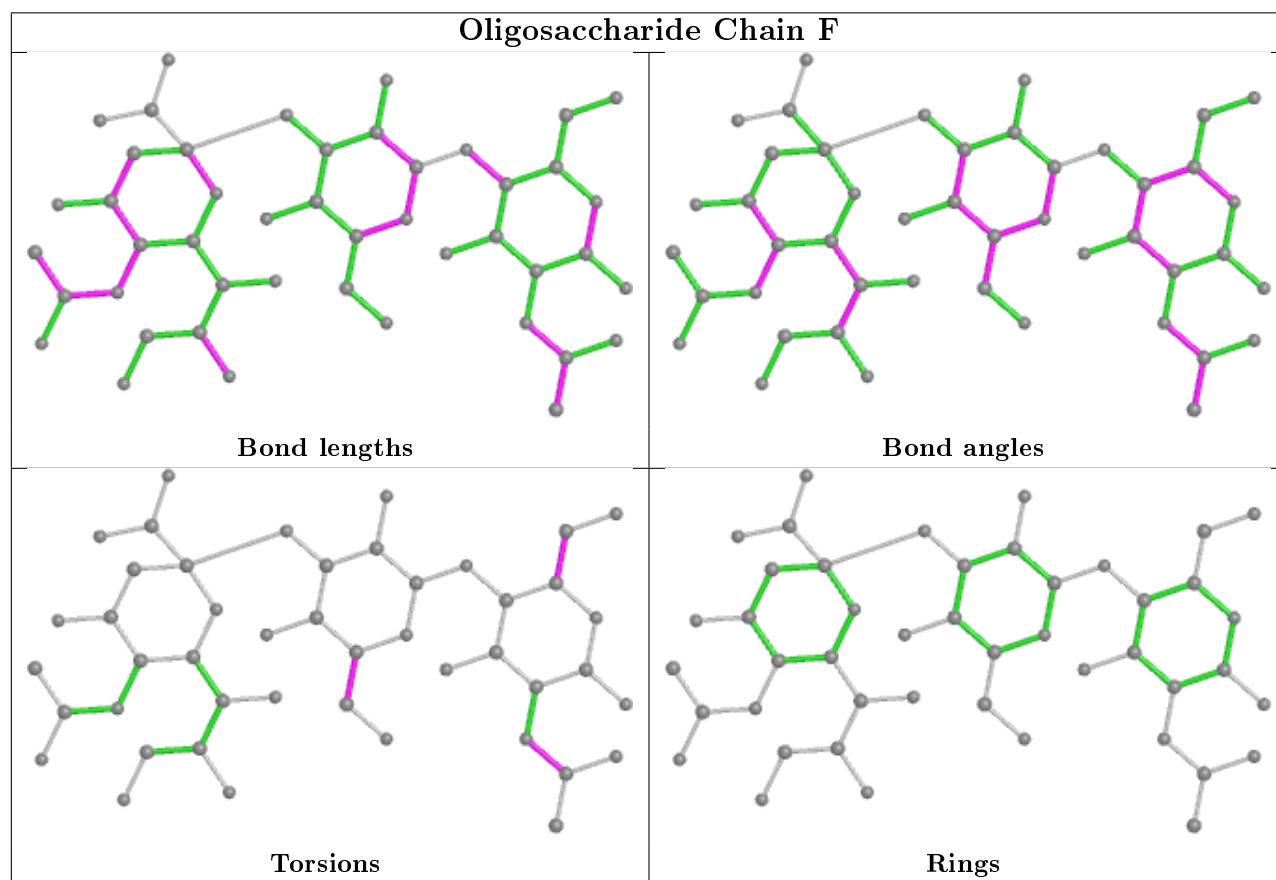 Oligosaccharide Chain F
Bond lengths
Bond angles
Torsions
Rings